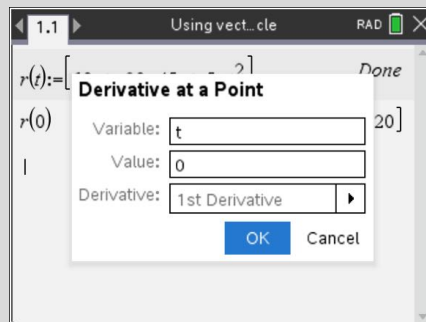 1.1 Using vect...cle RAD
r(t):=[ 2] Done
Derivative at a Point
r(0) 20]
Variable: t
Value: 0
Derivative: 1st Derivative
OK Cancel